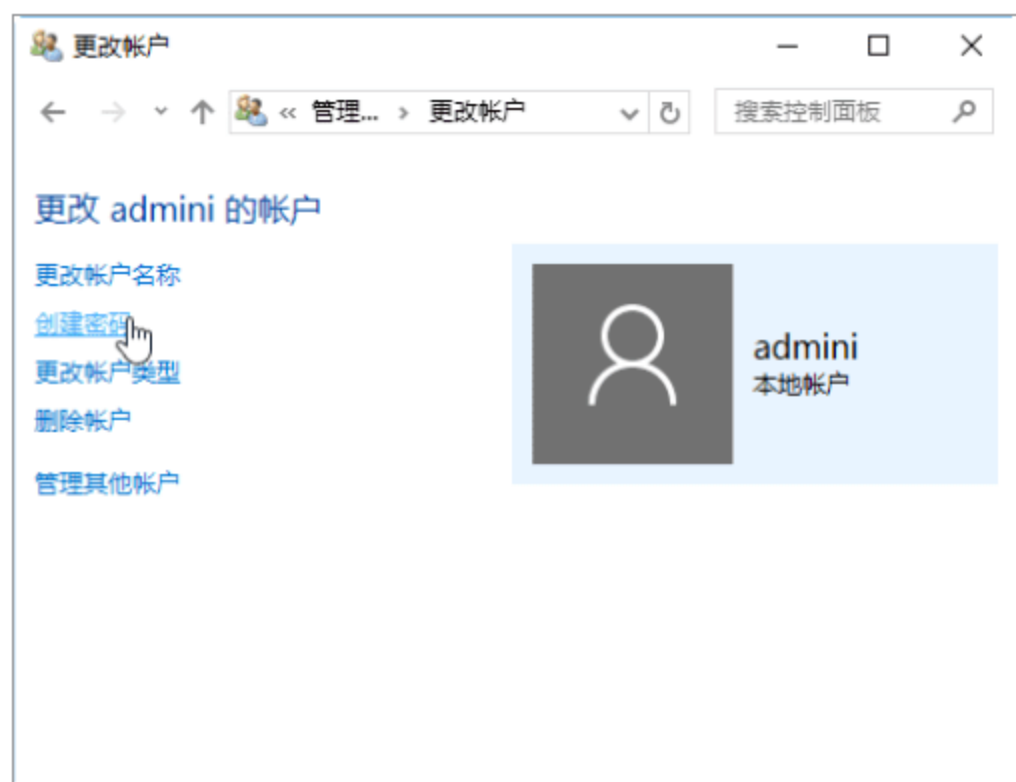 更改帐户
« 管理... › 更改帐户
搜索控制面板
更改 admini 的帐户
更改帐户名称
创建密码
更改帐户类型
删除帐户
管理其他帐户
admini
本地帐户